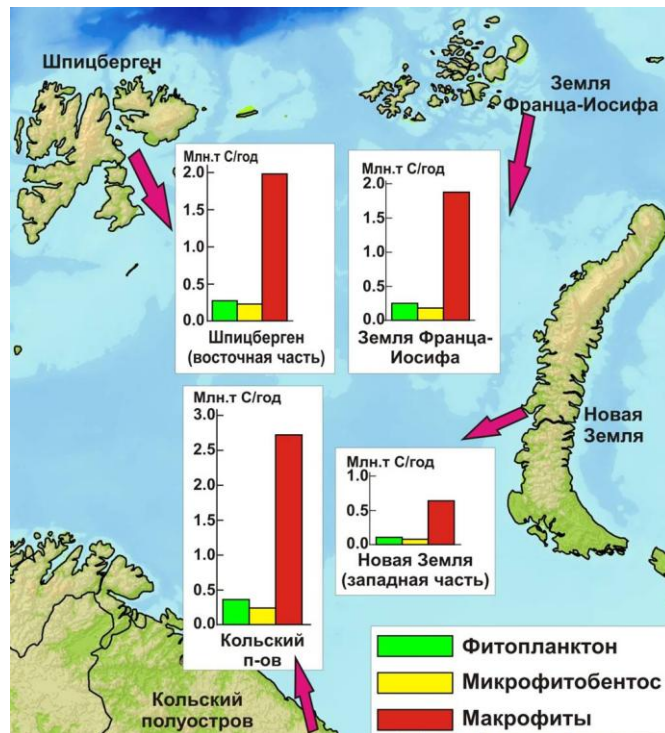 Шпицберген
Земля
Франца-Иосифа
Млн.т С/год
2.0
1.5
1.0
0.5
0.0
Шпицберген
(восточная часть)
Млн.т С/год
2.0
1.5
1.0
0.5
0.0
Земля Франца-
Иосифа
Млн.т С/год
3.0
2.5
2.0
1.5
1.0
0.5
0.0
Кольский
п-ов
Новая
Земля
Млн.т С/год
1.0
0.5
0.0
Новая Земля
(западная часть)
Кольский
полуостров
Фитопланктон
Микрофитобентос
Макрофиты